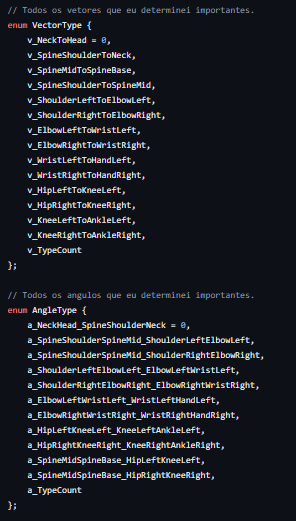 // Todos os vetores que eu determinei importantes.
enum VectorType {
v_NeckToHead = 0,
v_SpineShoulderToNeck,
v_SpineMidToSpineBase,
v_SpineShoulderToSpineMid,
v_ShoulderLeftToElbowLeft,
v_ShoulderRightToElbowRight,
v_ElbowLeftToWristLeft,
v_ElbowRightToWristRight,
v_WristLeftToHandLeft,
v_WristRightToHandRight,
v_HipLeftToKneeLeft,
v_HipRightToKneeRight,
v_KneeLeftToAnkleLeft,
v_KneeRightToAnkleRight,
v_TypeCount
};
// Todos os angulos que eu determinei importantes.
enum AngleType {
a_NeckHead_SpineShoulderNeck = 0,
a_SpineShoulderSpineMid_ShoulderLeftElbowLeft,
a_SpineShoulderSpineMid_ShoulderRightElbowRight,
a_ShoulderLeftElbowLeft_ElbowLeftWristLeft,
a_ShoulderRightElbowRight_ElbowRightWristRight,
a_ElbowLeftWristLeft_WristLeftHandLeft,
a_ElbowRightWristRight_WristRightHandRight,
a_HipLeftKneeLeft_KneeLeftAnkleLeft,
a_HipRightKneeRight_KneeRightAnkleRight,
a_SpineMidSpineBase_HipLeftKneeLeft,
a_SpineMidSpineBase_HipRightKneeRight,
a_TypeCount
};